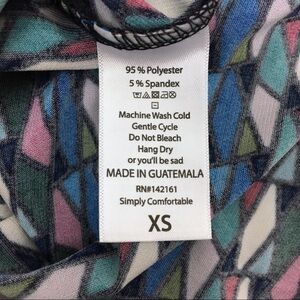 95 % Polyester
5 % Spandex
Machine Wash Cold
Gentle Cycle
Do Not Bleach
Hang Dry
or you'll be sad
MADE IN GUATEMALA
RN#142161
Simply Comfortable
XS